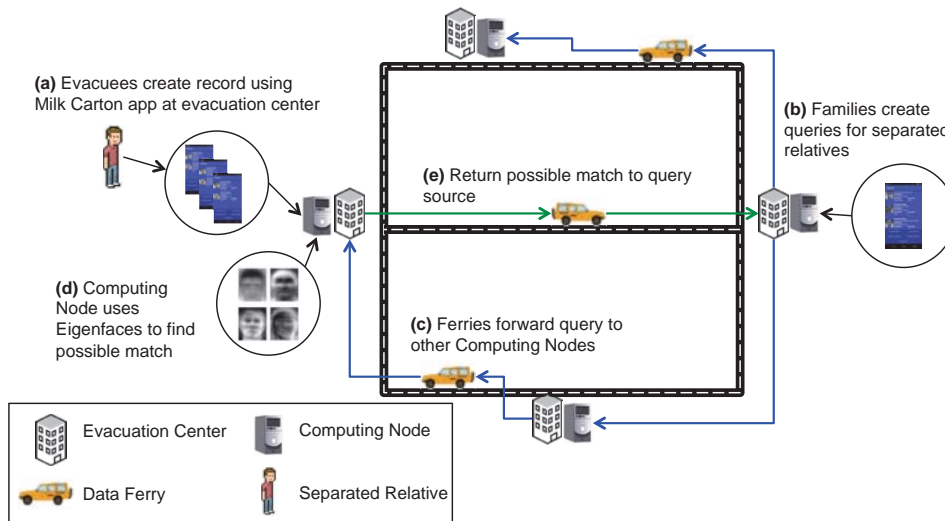 (a) Evacuees create record using
Milk Carton app at evacuation center
(b) Families create
queries for separated
relatives
(e) Return possible match to query
source
(d) Computing
Node uses
Eigenfaces to find
possible match
(c) Ferries forward query to
other Computing Nodes
Evacuation Center
Computing Node
Data Ferry
Separated Relative